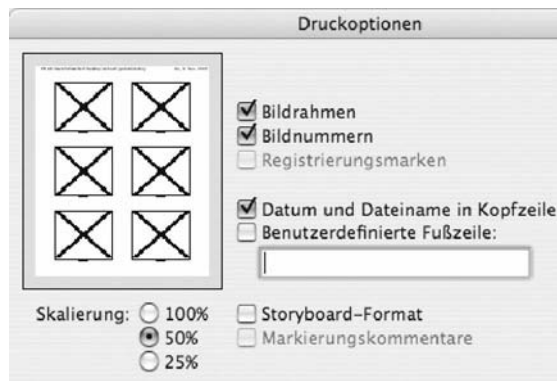 Druckoptionen
Bildrahmen
Bildnummern
Registrierungsmarken
Datum und Dateiname in Kopfzeile
Benutzerdefinierte Fußzeile:
Skalierung: 100%
50%
25%
Storyboard-Format
Markierungskommentare